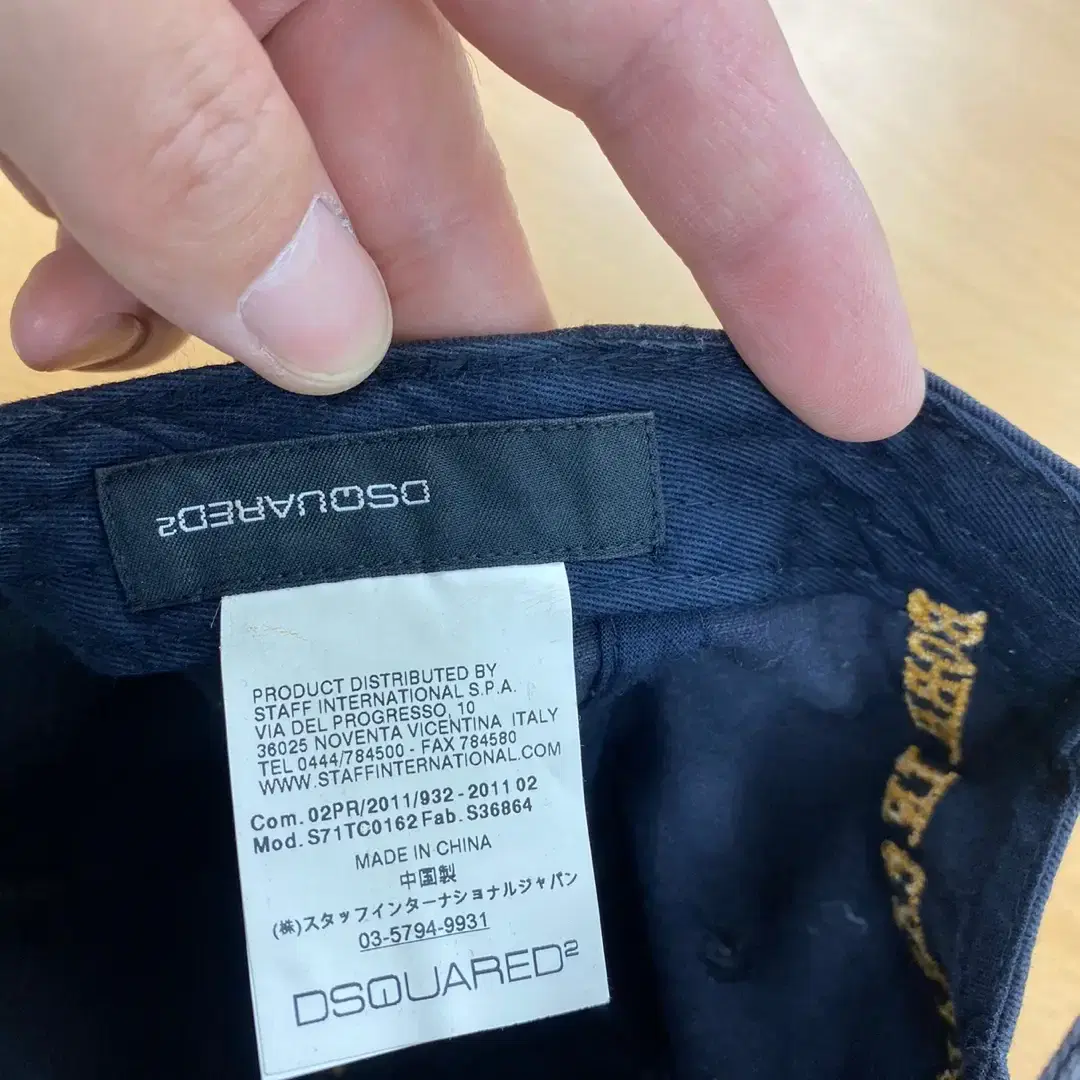 DSQUARED²
PRODUCT DISTRIBUTED BY
STAFF INTERNATIONAL S.P.A.
VIA DEL PROGRESSO, 10
36025 NOVENTA VICENTINA ITALY
TEL 0444/784500 - FAX 784580
WWW.STAFFINTERNATIONAL.COM
Com. 02PR/2011/932 - 2011 02
Mod. S71TC0162 Fab. S36864
MADE IN CHINA
中国製
(株)スタッフインターナショナルジャパン
03-5794-9931
DSQUARED²